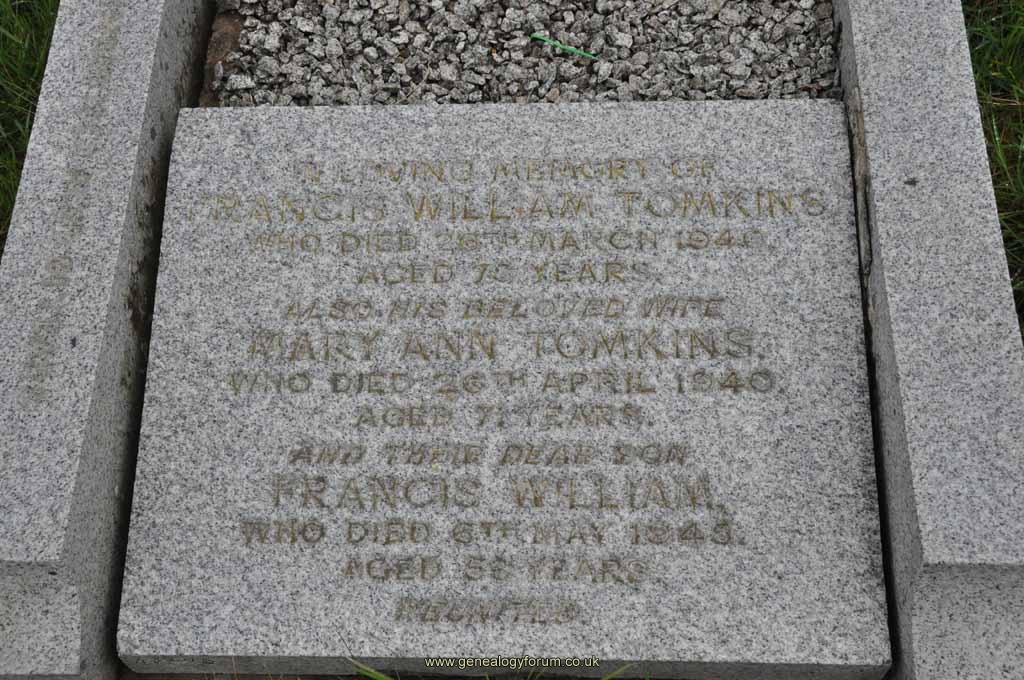 IN LOVING MEMORY OF
FRANCIS WILLIAM TOMKINS
WHO DIED 26TH MARCH 1940.
AGED YEARS.
ALSO HIS BELOVED WIFE
MARY ANN TOMKINS.
WHO DIED 26TH APRIL 1940.
AGED 71 YEARS.
AND THEIR DEAR SON
FRANCIS WILLIAM,
WHO DIED 6TH MAY
AGED YEARS
REUNITED.
www.genealogyforum.co.uk